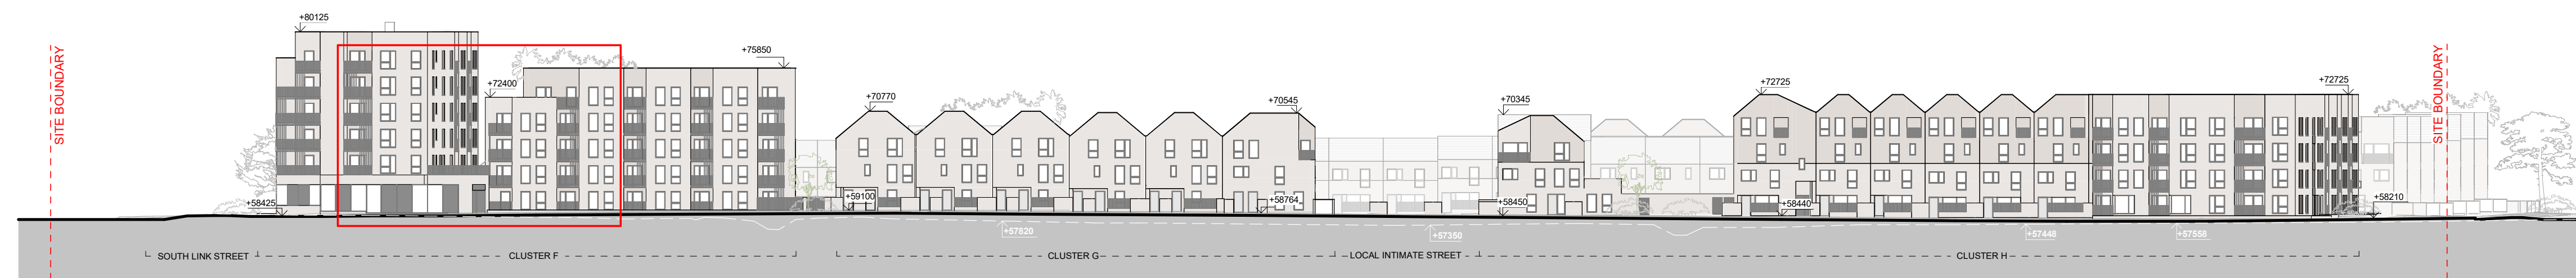 +80125
+75850
+72400
+70770
+70545
+70345
+72725
+72725
SITE BOUNDARY
SITE BOUNDARY
+58425
+59100
+58764
+58450
+58440
+58210
+57820
+57350
+57448
+57558
SOUTH LINK STREET
CLUSTER F
CLUSTER G
LOCAL INTIMATE STREET
CLUSTER H